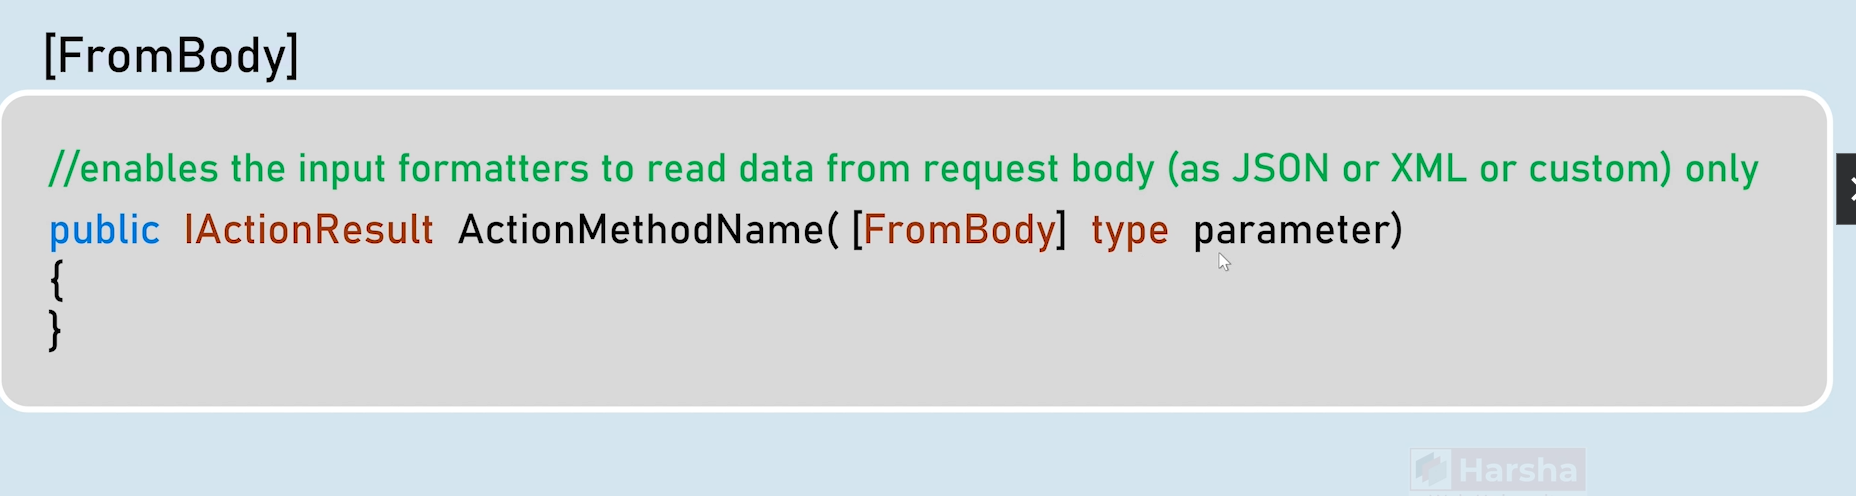 [FromBody]
//enables the input formatters to read data from request body (as JSON or XML or custom) only
public IActionResult ActionMethodName( [FromBody] type parameter)
{
}
Harsha